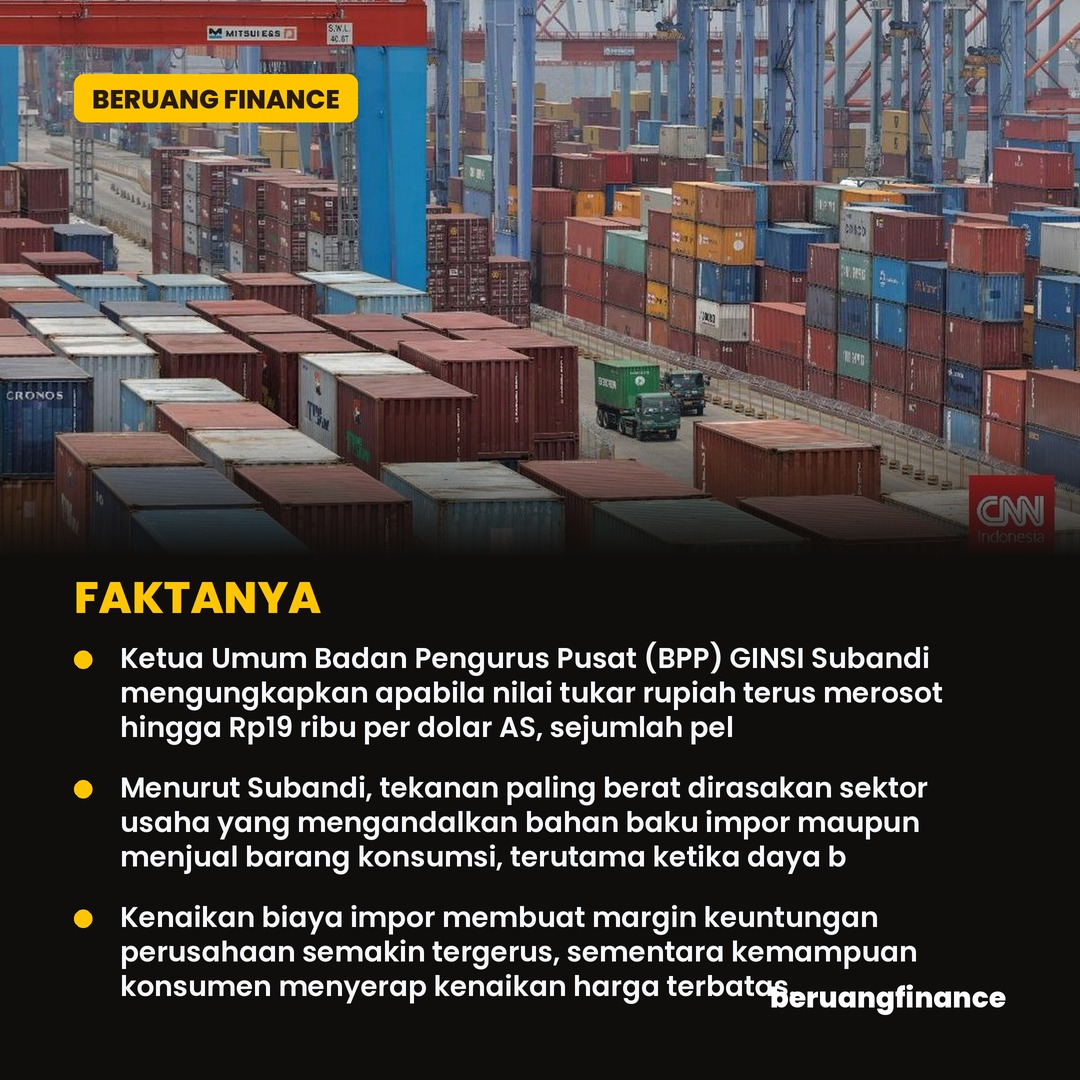 MITSUI E&S
S.W.L.
BERUANG FINANCE
CRONOS
CNN
Indonesia
FAKTANYA
Ketua Umum Badan Pengurus Pusat (BPP) GINSI Subandi
mengungkapkan apabila nilai tukar rupiah terus merosot
hingga Rp19 ribu per dolar AS, sejumlah pel
Menurut Subandi, tekanan paling berat dirasakan sektor
usaha yang mengandalkan bahan baku impor maupun
menjual barang konsumsi, terutama ketika daya b
Kenaikan biaya impor membuat margin keuntungan
perusahaan semakin tergerus, sementara kemampuan
konsumen menyerap kenaikan harga terbatas.
beruangfinance